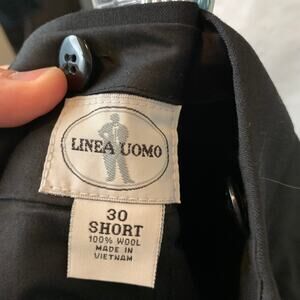 LINEA UOMO
30
SHORT
100% WOOL
MADE IN
VIETNAM